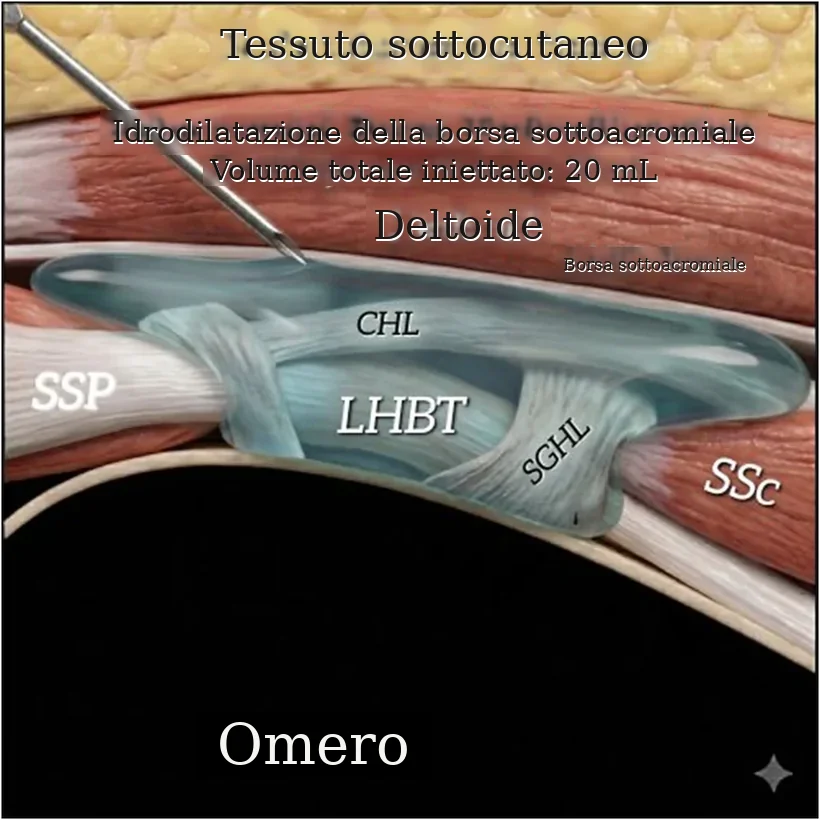 Tessuto sottocutaneo
Idrodilatazione della borsa sottoacromiale
Volume totale iniettato: 20 mL
Deltoide
Borsa sottoacromiale
CHL
SSP
LHBT
SGHL
SSc
Omero